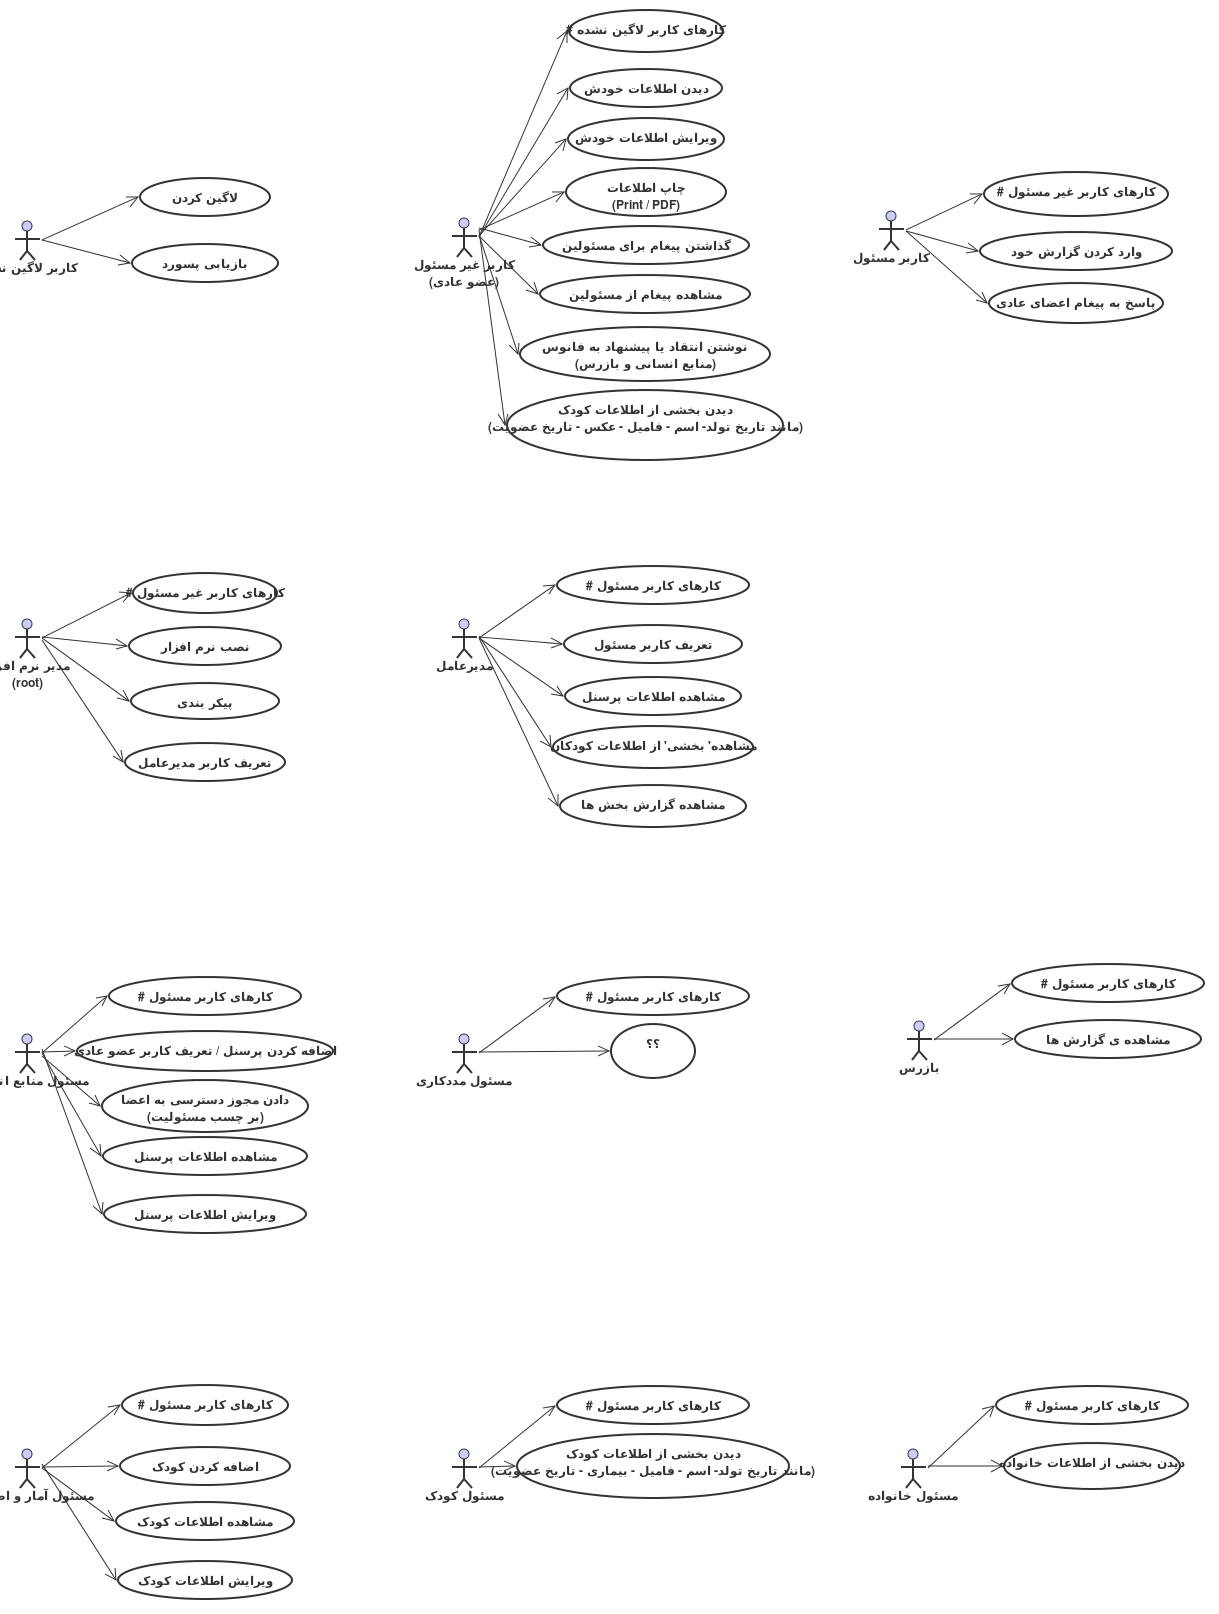 لاگین کردن
بازیابی پسورد
کاربر لاگین
# کارهای کاربر لاگین نشده
دیدن اطلاعات خودش
ویرایش اطلاعات خودش
چاپ اطلاعات
(Print / PDF)
گذاشتن پیغام برای مسئولین
مشاهده پیغام از مسئولین
نوشتن انتقاد یا پیشنهاد به فانوس
(منابع انسانی و بازرس)
دیدن بخشی از اطلاعات کودک
(مانند تاریخ تولد- اسم - فامیل - عکس - تاریخ عضویت)
کاربر غیر مسئول
(عضو عادی)
# کارهای کاربر غیر مسئول
وارد کردن گزارش خود
پاسخ به پیغام اعضای عادی
کاربر مسئول
# کارهای کاربر غیر مسئول
نصب نرم افزار
پیکر بندی
تعریف کاربر مدیرعامل
مدیر نرم
(root)
# کارهای کاربر مسئول
تعریف کاربر مسئول
مشاهده اطلاعات پرسنل
مشاهده' بخشی' از اطلاعات کودکان
مشاهده گزارش بخش ها
مدیرعامل
# کارهای کاربر مسئول
اضافه کردن پرسنل / تعریف کاربر عضو عادی
دادن مجوز دسترسی به اعضا
(بر چسب مسئولیت)
مشاهده اطلاعات پرسنل
ویرایش اطلاعات پرسنل
مسئول منابع
# کارهای کاربر مسئول
؟؟
مسئول مددکاری
# کارهای کاربر مسئول
مشاهده ی گزارش ها
بازرس
# کارهای کاربر مسئول
اضافه کردن کودک
مشاهده اطلاعات کودک
ویرایش اطلاعات کودک
مسئول آمار و
# کارهای کاربر مسئول
دیدن بخشی از اطلاعات کودک
(مانند تاریخ تولد- اسم - فامیل - بیماری - تاریخ عضویت)
مسئول کودک
# کارهای کاربر مسئول
دیدن بخشی از اطلاعات خانواده
مسئول خانواده